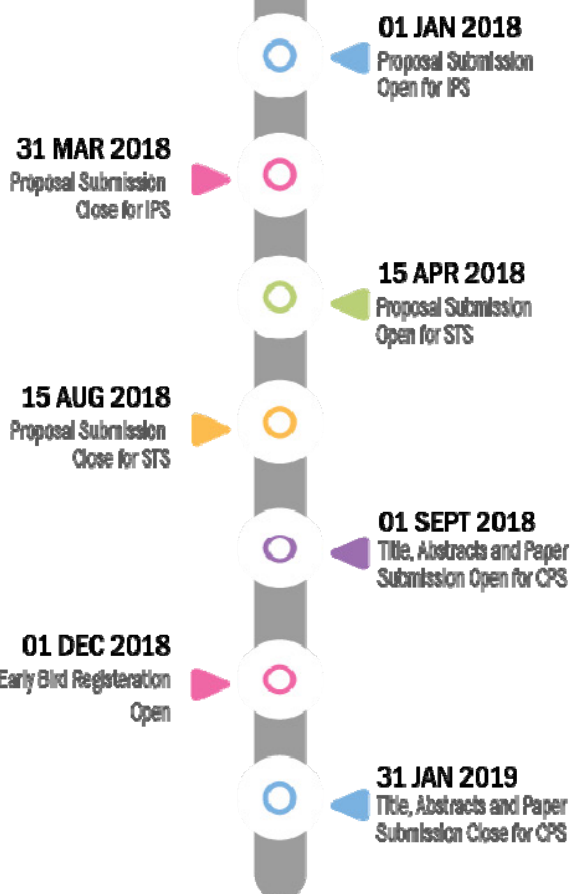 01 JAN 2018
Proposal Submission
Open for IPS
31 MAR 2018
Proposal Submission
Close for IPS
15 APR 2018
Proposal Submission
Open for STS
15 AUG 2018
Proposal Submission
Close for STS
01 SEPT 2018
Title, Abstracts and Paper
Submission Open for CPS
01 DEC 2018
Early Bird Registeration
Open
31 JAN 2019
Title, Abstracts and Paper
Submission Close for CPS